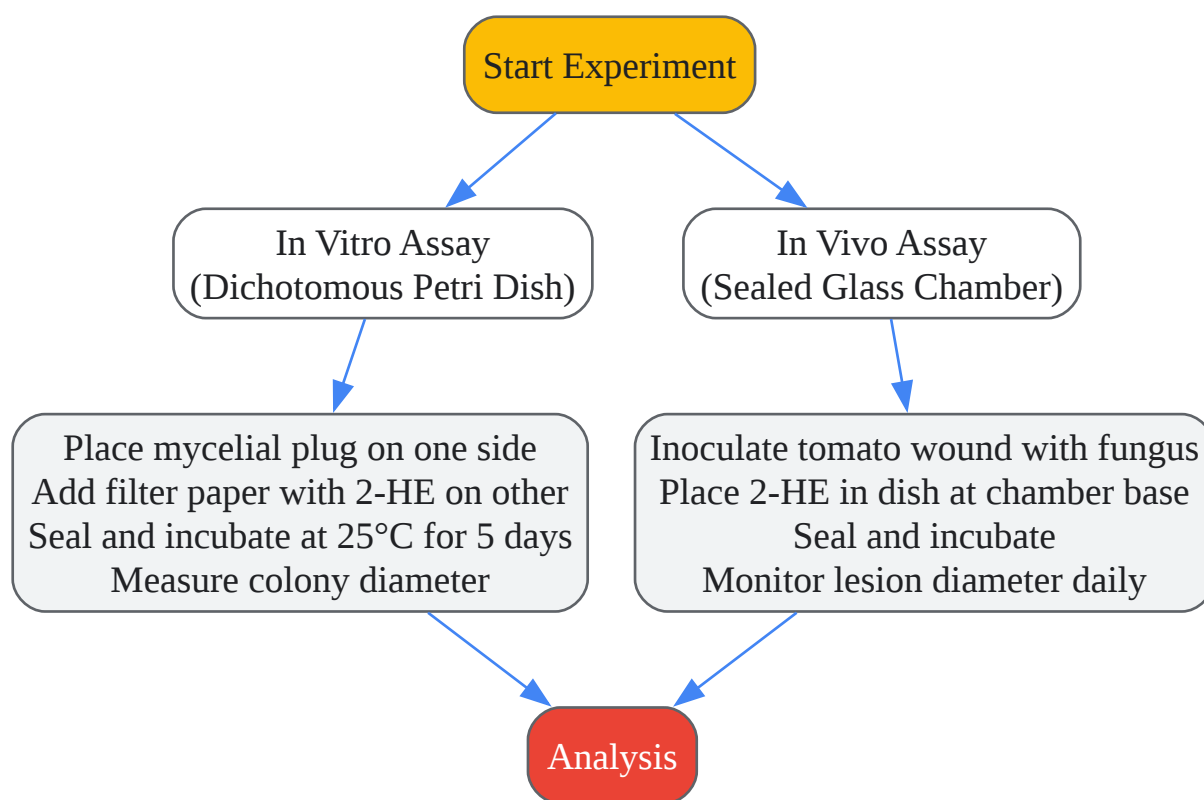 Start Experiment
In Vitro Assay
(Dichotomous Petri Dish)
In Vivo Assay
(Sealed Glass Chamber)
Place mycelial plug on one side
Add filter paper with 2-HE on other
Seal and incubate at 25°C for 5 days
Measure colony diameter
Inoculate tomato wound with fungus
Place 2-HE in dish at chamber base
Seal and incubate
Monitor lesion diameter daily
Analysis